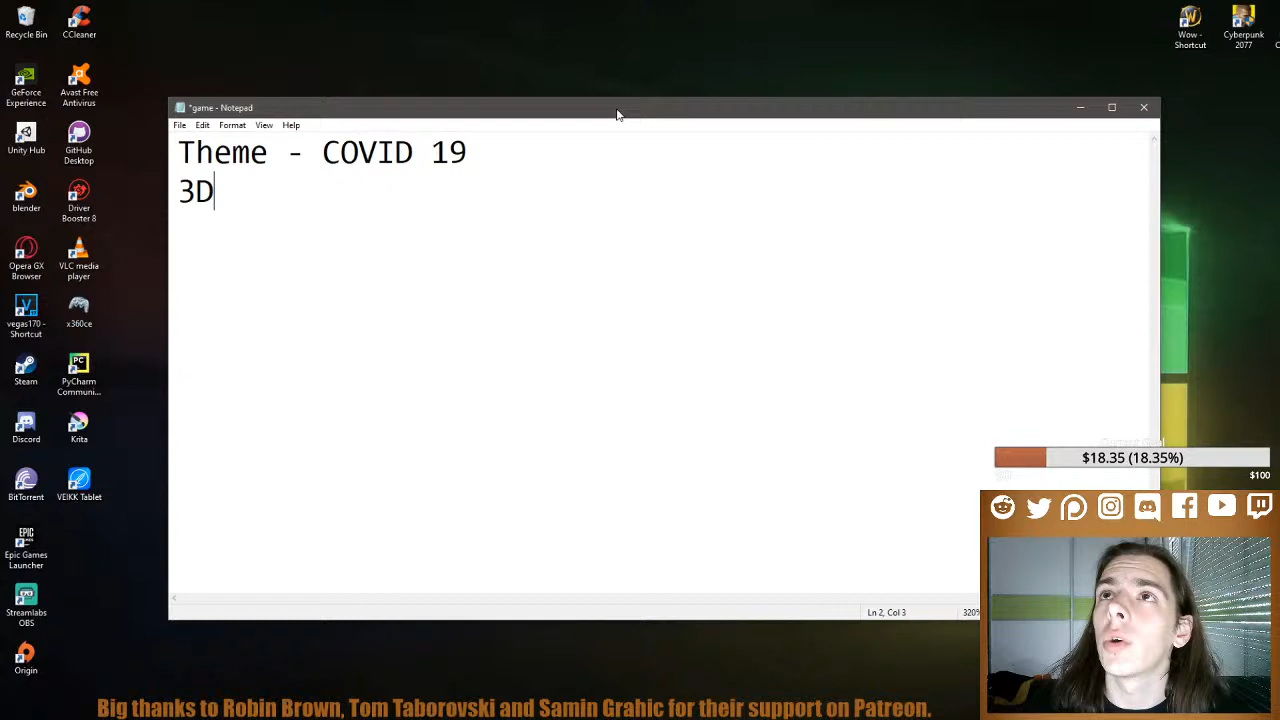 Recycle Bin
CCleaner
Wow - Shortcut
Cyberpunk 2077
GeForce Experience
Avast Free Antivirus
*game - Notepad
File Edit Format View Help
Theme - COVID 19
3D
Unity Hub
GitHub Desktop
blender
Driver Booster 8
Opera GX Browser
VLC media player
vegas170 - Shortcut
x360ce
Steam
PyCharm Communi...
Discord
Krita
$18.35 (18.35%)
$100
BitTorrent
VEIKK Tablet
Epic Games Launcher
Streamlabs OBS
Ln 2, Col 3
320%
Origin
Big thanks to Robin Brown, Tom Taborovski and Samin Grahic for their support on Patreon.